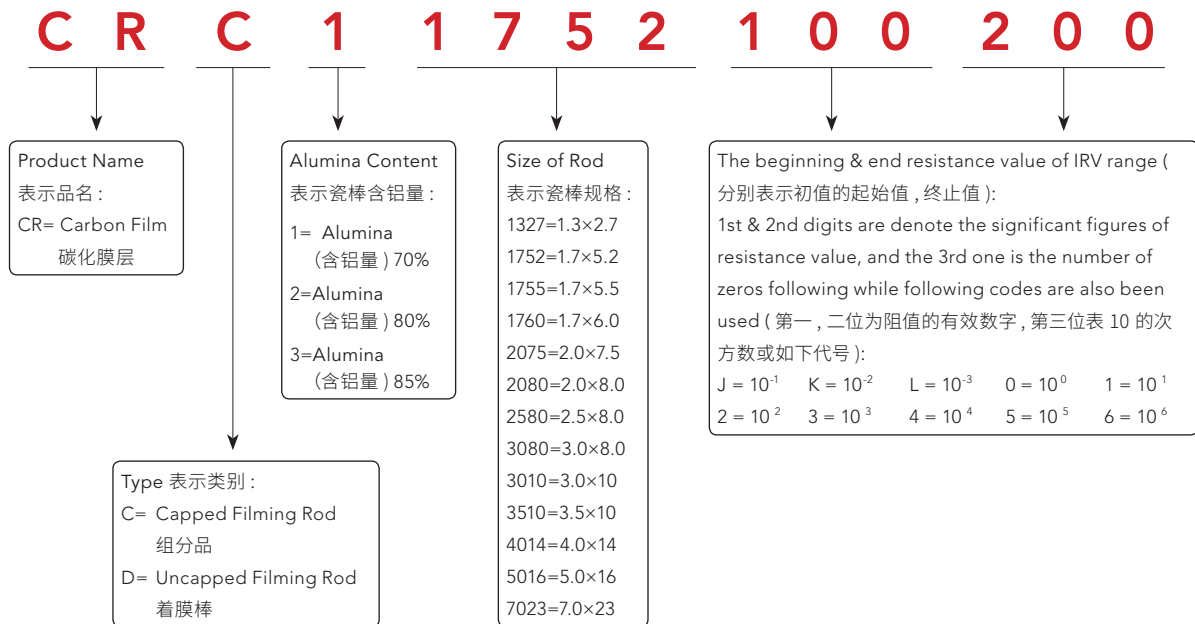 C R C 1 1 7 5 2 1 0 0 2 0 0
Product Name
表示品名 :
CR= Carbon Film
碳化膜层
Alumina Content
表示瓷棒含铝量 :
1= Alumina
(含铝量 ) 70%
2=Alumina
(含铝量 ) 80%
3=Alumina
(含铝量 ) 85%
Size of Rod
表示瓷棒规格 :
1327=1.3×2.7
1752=1.7×5.2
1755=1.7×5.5
1760=1.7×6.0
2075=2.0×7.5
2080=2.0×8.0
2580=2.5×8.0
3080=3.0×8.0
3010=3.0×10
3510=3.5×10
4014=4.0×14
5016=5.0×16
7023=7.0×23
The beginning & end resistance value of IRV range (
分别表示初值的起始值 , 终止值 ):
1st & 2nd digits are denote the significant figures of
resistance value, and the 3rd one is the number of
zeros following while following codes are also been
used ( 第一 , 二位为阻值的有效数字 , 第三位表 10 的次
方数或如下代号 ):
J = 10⁻¹ K = 10⁻² L = 10⁻³ 0 = 10⁰ 1 = 10¹
2 = 10² 3 = 10³ 4 = 10⁴ 5 = 10⁵ 6 = 10⁶
Type 表示类别 :
C= Capped Filming Rod
组分品
D= Uncapped Filming Rod
着膜棒